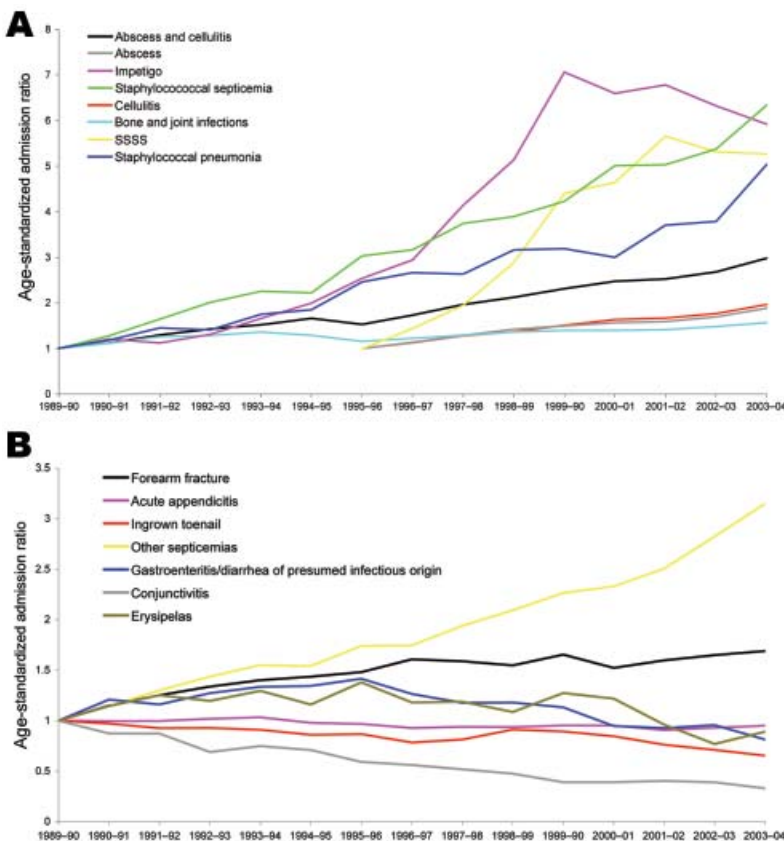 A
Abscess and cellulitis
Abscess
Impetigo
Staphylococcal septicemia
Cellulitis
Bone and joint infections
SSSS
Staphylococcal pneumonia
Age-standardized admission ratio
8
7
6
5
4
3
2
1
0
1989–90 1990–91 1991–92 1992–93 1993–94 1994–95 1995–96 1996–97 1997–98 1998–99 1999–90 2000–01 2001–02 2002–03 2003–04
B
Forearm fracture
Acute appendicitis
Ingrown toenail
Other septicemias
Gastroenteritis/diarrhea of presumed infectious origin
Conjunctivitis
Erysipelas
Age-standardized admission ratio
3.5
3
2.5
2
1.5
1
0.5
0
1989–90 1990–91 1991–92 1992–93 1993–94 1994–95 1995–96 1996–97 1997–98 1998–99 1999–90 2000–01 2001–02 2002–03 2003–04